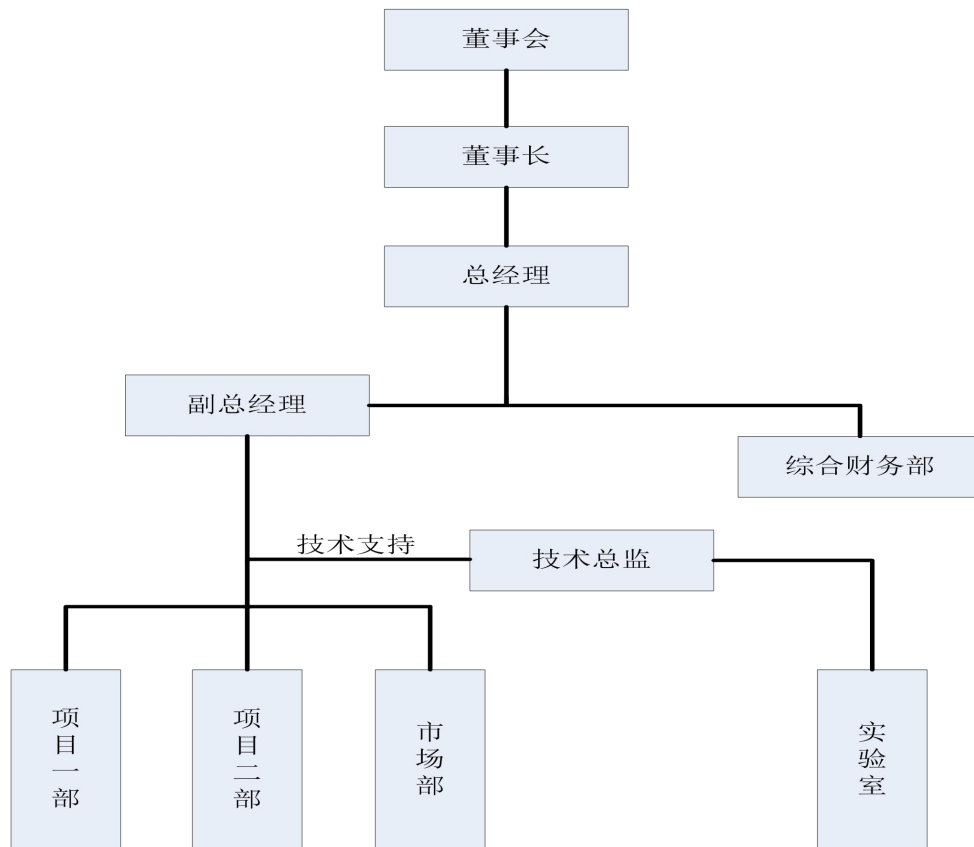 董事会
董事长
总经理
副总经理
综合财务部
技术支持
技术总监
项目一部
项目二部
市场部
实验室